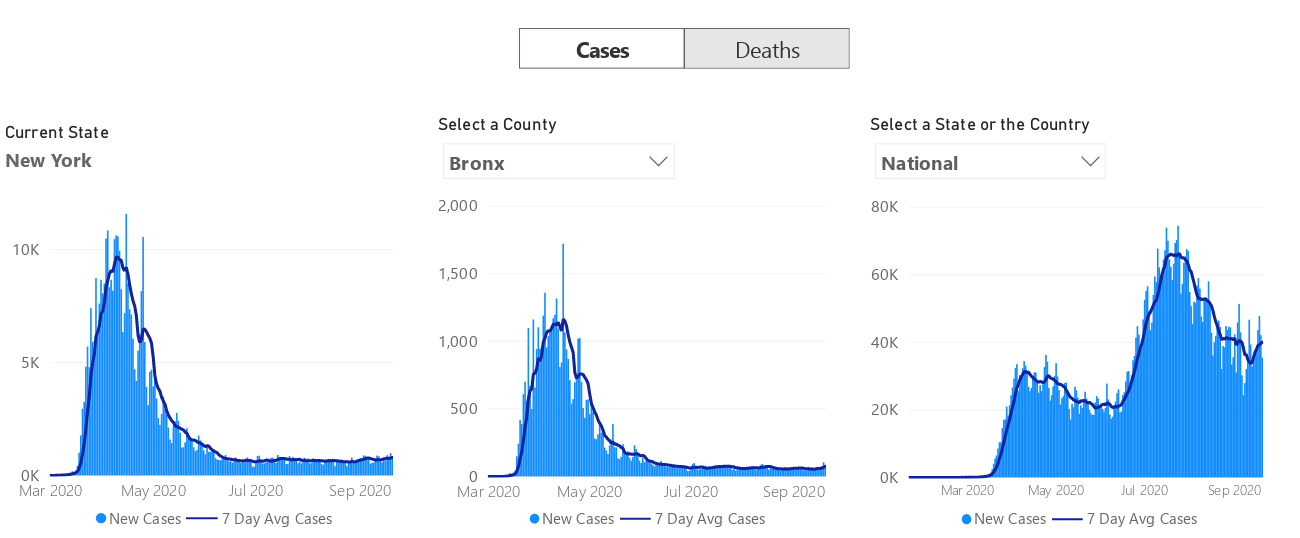 Cases Deaths
Current State
New York
10K
5K
0K
Mar 2020 May 2020 Jul 2020 Sep 2020
New Cases 7 Day Avg Cases
Select a County
Bronx
2,000
1,500
1,000
500
0
Mar 2020 May 2020 Jul 2020 Sep 2020
New Cases 7 Day Avg Cases
Select a State or the Country
National
80K
60K
40K
20K
0K
Mar 2020 May 2020 Jul 2020 Sep 2020
New Cases 7 Day Avg Cases